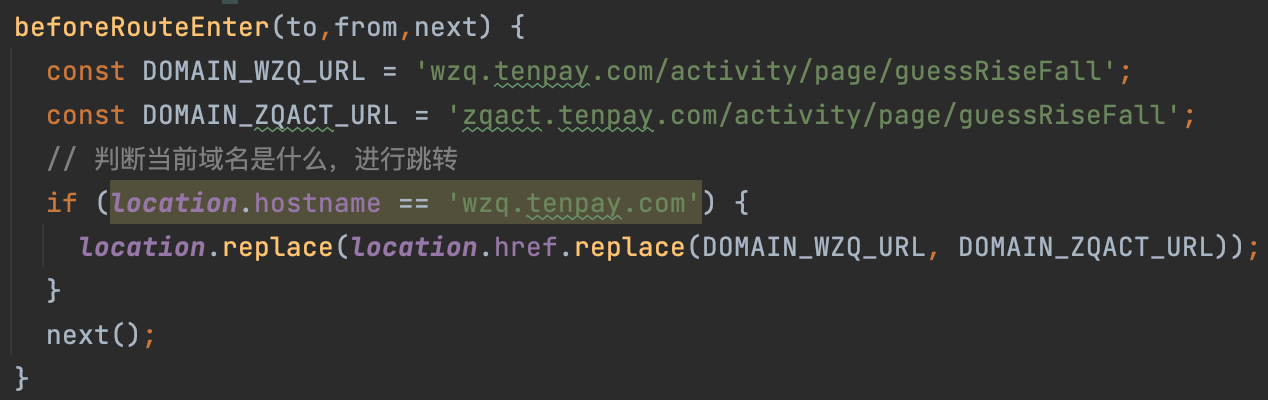 beforeRouteEnter(to,from,next) {
const DOMAIN_WZQ_URL = 'wzq.tenpay.com/activity/page/guessRiseFall';
const DOMAIN_ZQACT_URL = 'zqact.tenpay.com/activity/page/guessRiseFall';
// 判断当前域名是什么，进行跳转
if (location.hostname == 'wzq.tenpay.com') {
location.replace(location.href.replace(DOMAIN_WZQ_URL, DOMAIN_ZQACT_URL));
}
next();
}